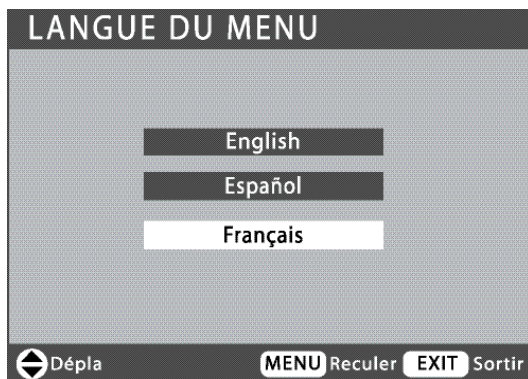 LANGUE DU MENU
English
Español
Français
Dépla MENU Reculer EXIT Sortir